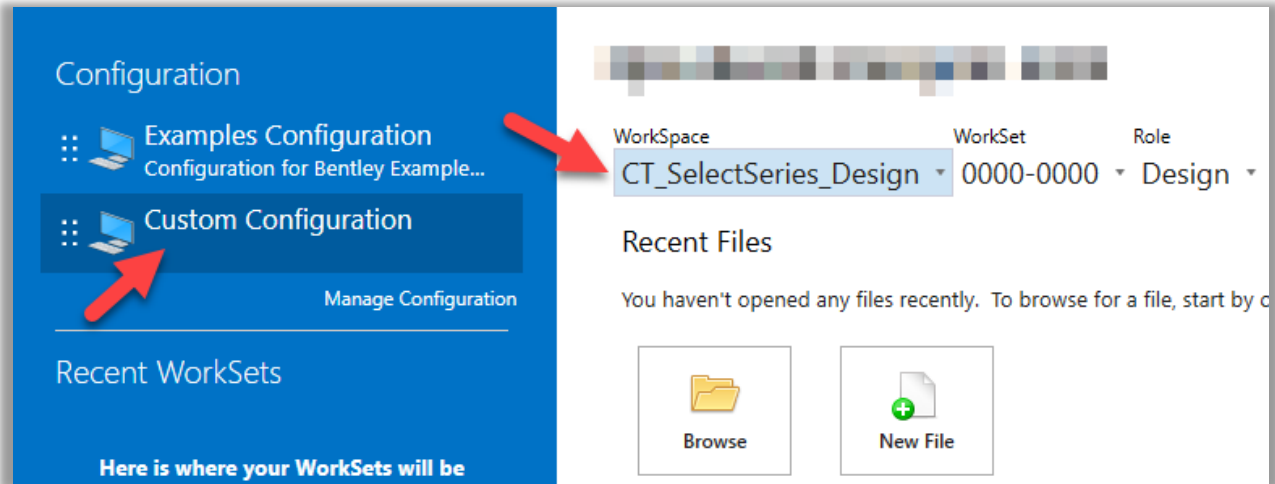 Configuration
Examples Configuration
Configuration for Bentley Example...
Custom Configuration
Manage Configuration
Recent WorkSets
Here is where your WorkSets will be
WorkSpace WorkSet Role
CT_SelectSeries_Design 0000-0000 Design
Recent Files
You haven't opened any files recently. To browse for a file, start by
Browse New File